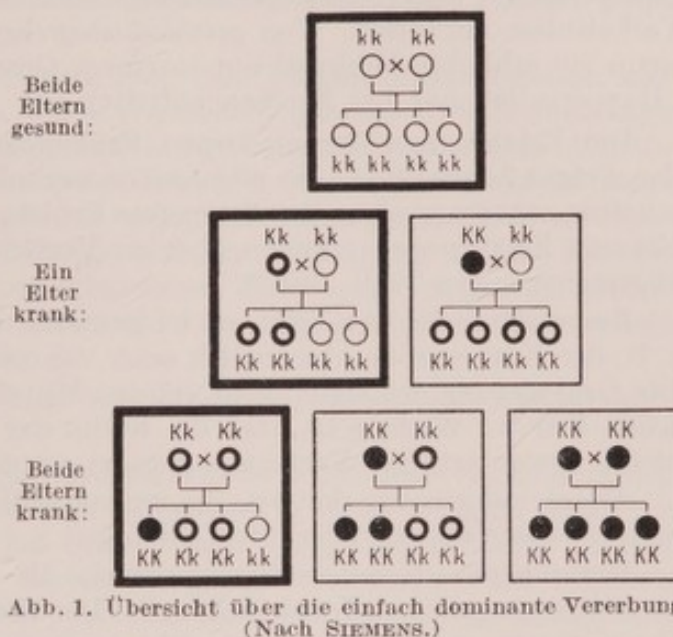 kk kk
Beide
Eltern
gesund:
kk kk kk kk
Kk kk KK kk
Ein
Elter
krank:
Kk Kk kk kk Kk Kk Kk Kk
Kk Kk KK Kk KK KK
Beide
Eltern
krank:
KK Kk Kk kk KK KK Kk Kk KK KK KK KK
Abb. 1. Übersicht über die einfach dominante Vererbung
(Nach SIEMENS.)